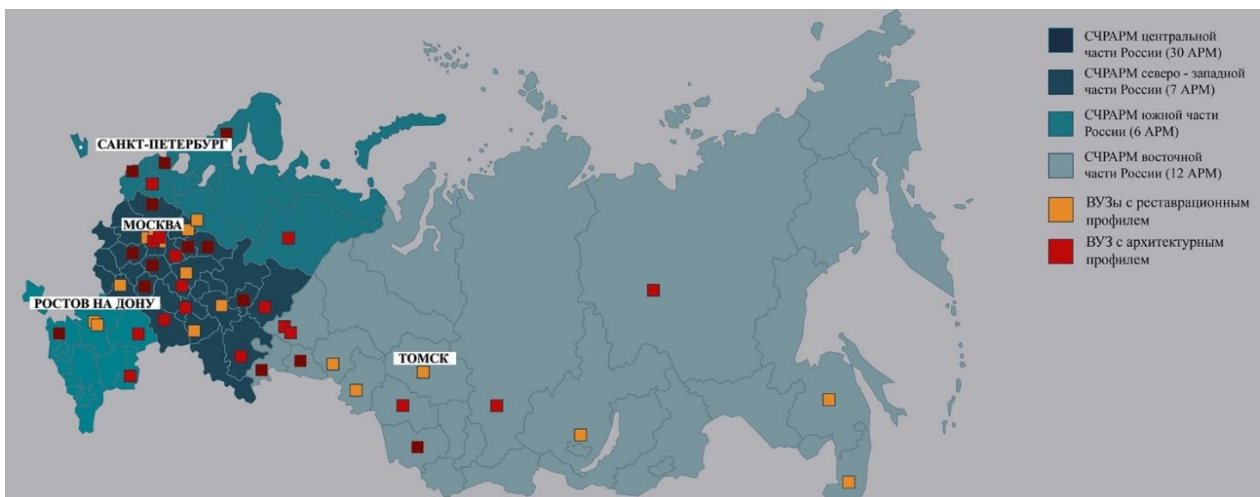 САНКТ-ПЕТЕРБУРГ
МОСКВА
РОСТОВ НА ДОНУ
ТОМСК
СЧРАРМ центральной
части России (30 АРМ)
СЧРАРМ северо - западной
части России (7 АРМ)
СЧРАРМ южной части
России (6 АРМ)
СЧРАРМ восточной
части России (12 АРМ)
ВУЗы с реставрационным
профилем
ВУЗ с архитектурным
профилем